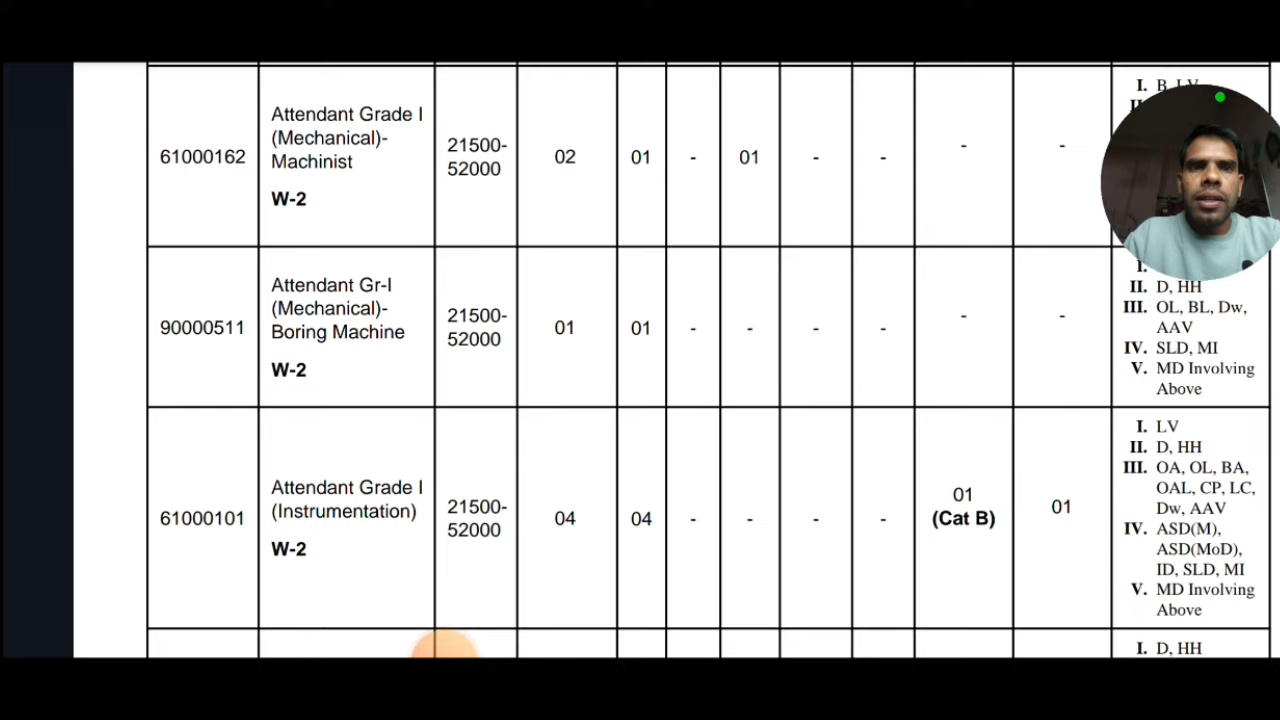 61000162
Attendant Grade I
(Mechanical)-
Machinist
W-2
21500-
52000
02
01
-
01
-
-
-
-
I. B, LV
90000511
Attendant Gr-I
(Mechanical)-
Boring Machine
W-2
21500-
52000
01
01
-
-
-
-
-
-
I.
II. D, HH
III. OL, BL, Dw,
AAV
IV. SLD, MI
V. MD Involving
Above
61000101
Attendant Grade I
(Instrumentation)
W-2
21500-
52000
04
04
-
-
-
-
01
(Cat B)
01
I. LV
II. D, HH
III. OA, OL, BA,
OAL, CP, LC,
Dw, AAV
IV. ASD(M),
ASD(MoD),
ID, SLD, MI
V. MD Involving
Above
I. D, HH